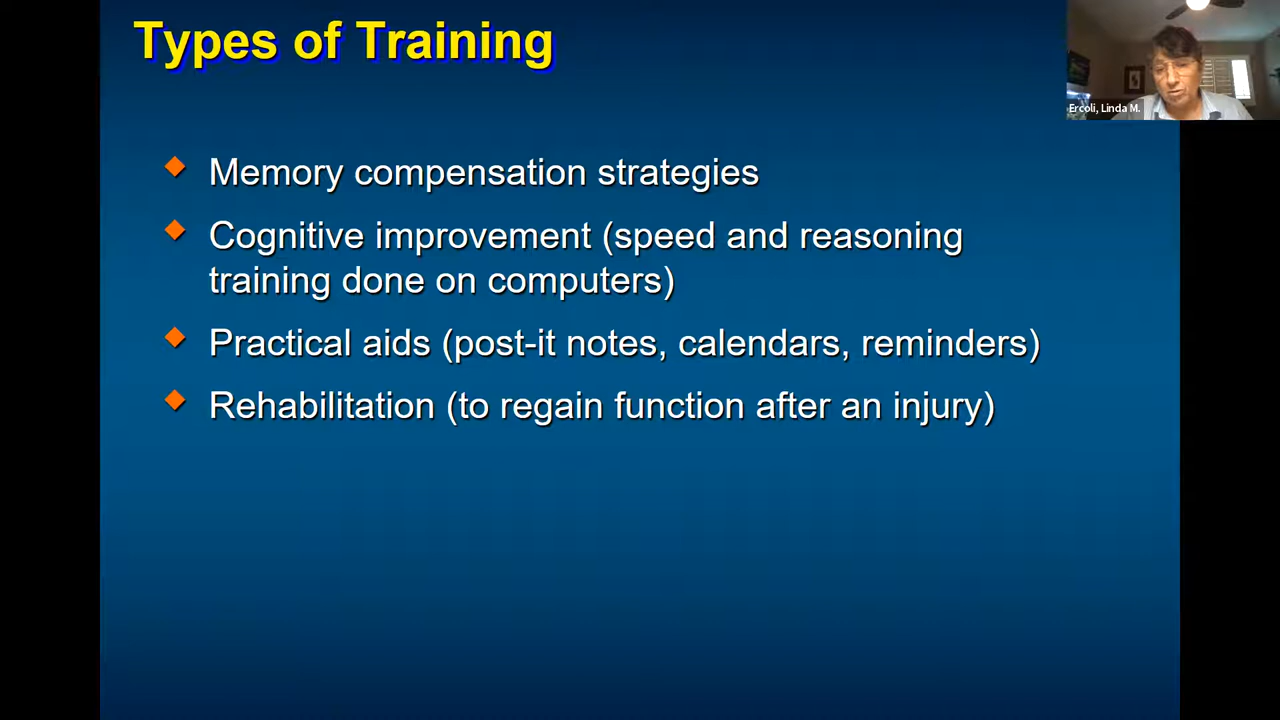 Types of Training
Ercoli, Linda M.
Memory compensation strategies
Cognitive improvement (speed and reasoning
training done on computers)
Practical aids (post-it notes, calendars, reminders)
Rehabilitation (to regain function after an injury)